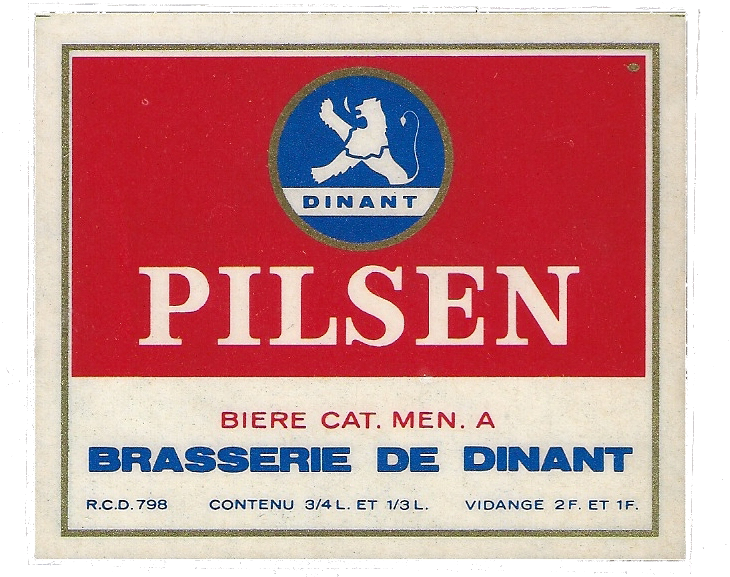 DINANT
PILSEN
BIERE CAT. MEN. A
BRASSERIE DE DINANT
R.C.D. 798 CONTENU 3/4 L. ET 1/3 L. VIDANGE 2 F. ET 1 F.